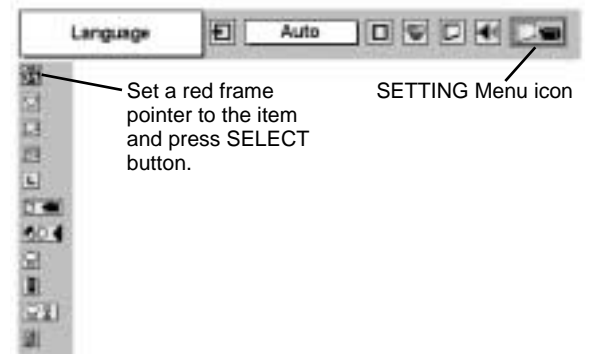 Language Auto
Set a red frame
pointer to the item
and press SELECT
button.
SETTING Menu icon